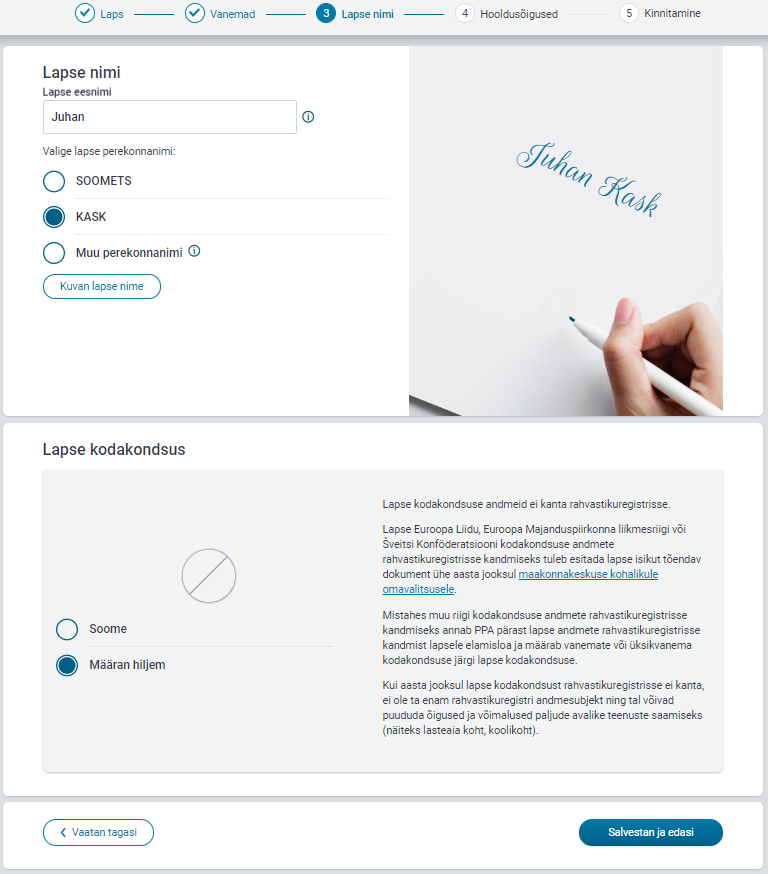 Laps
Vanemad
3 Lapse nimi
4 Hooldusõigused
5 Kinnitamine
Lapse nimi
Lapse eesnimi
Juhan
Valige lapse perekonnanimi:
SOOMETS
KASK
Muu perekonnanimi
Kuvan lapse nime
Juhan Kask
Lapse kodakondsus
Soome
Määran hiljem
Lapse kodakondsuse andmeid ei kanta rahvastikuregistrisse.
Lapse Euroopa Liidu, Euroopa Majanduspiirkonna liikmesriigi või
Šveitsi Konföderatsiooni kodakondsuse andmete
rahvastikuregistrisse kandmiseks tuleb esitada lapse isikut tõendav
dokument ühe aasta jooksul maakonnakeskuse kohalikule
omavalitsusele.
Mistahes muu riigi kodakondsuse andmete rahvastikuregistrisse
kandmiseks annab PPA pärast lapse andmete rahvastikuregistrisse
kandmist lapsele elamisloa ja määrab vanemate või üksikvanema
kodakondsuse järgi lapse kodakondsuse.
Kui aasta jooksul lapse kodakondsust rahvastikuregistrisse ei kanta,
ei ole ta enam rahvastikuregistri andmesubjekt ning tal võivad
puududa õigused ja võimalused paljude avalike teenuste saamiseks
(näiteks lasteaia koht, koolikoht).
Vaatan tagasi
Salvestan ja edasi